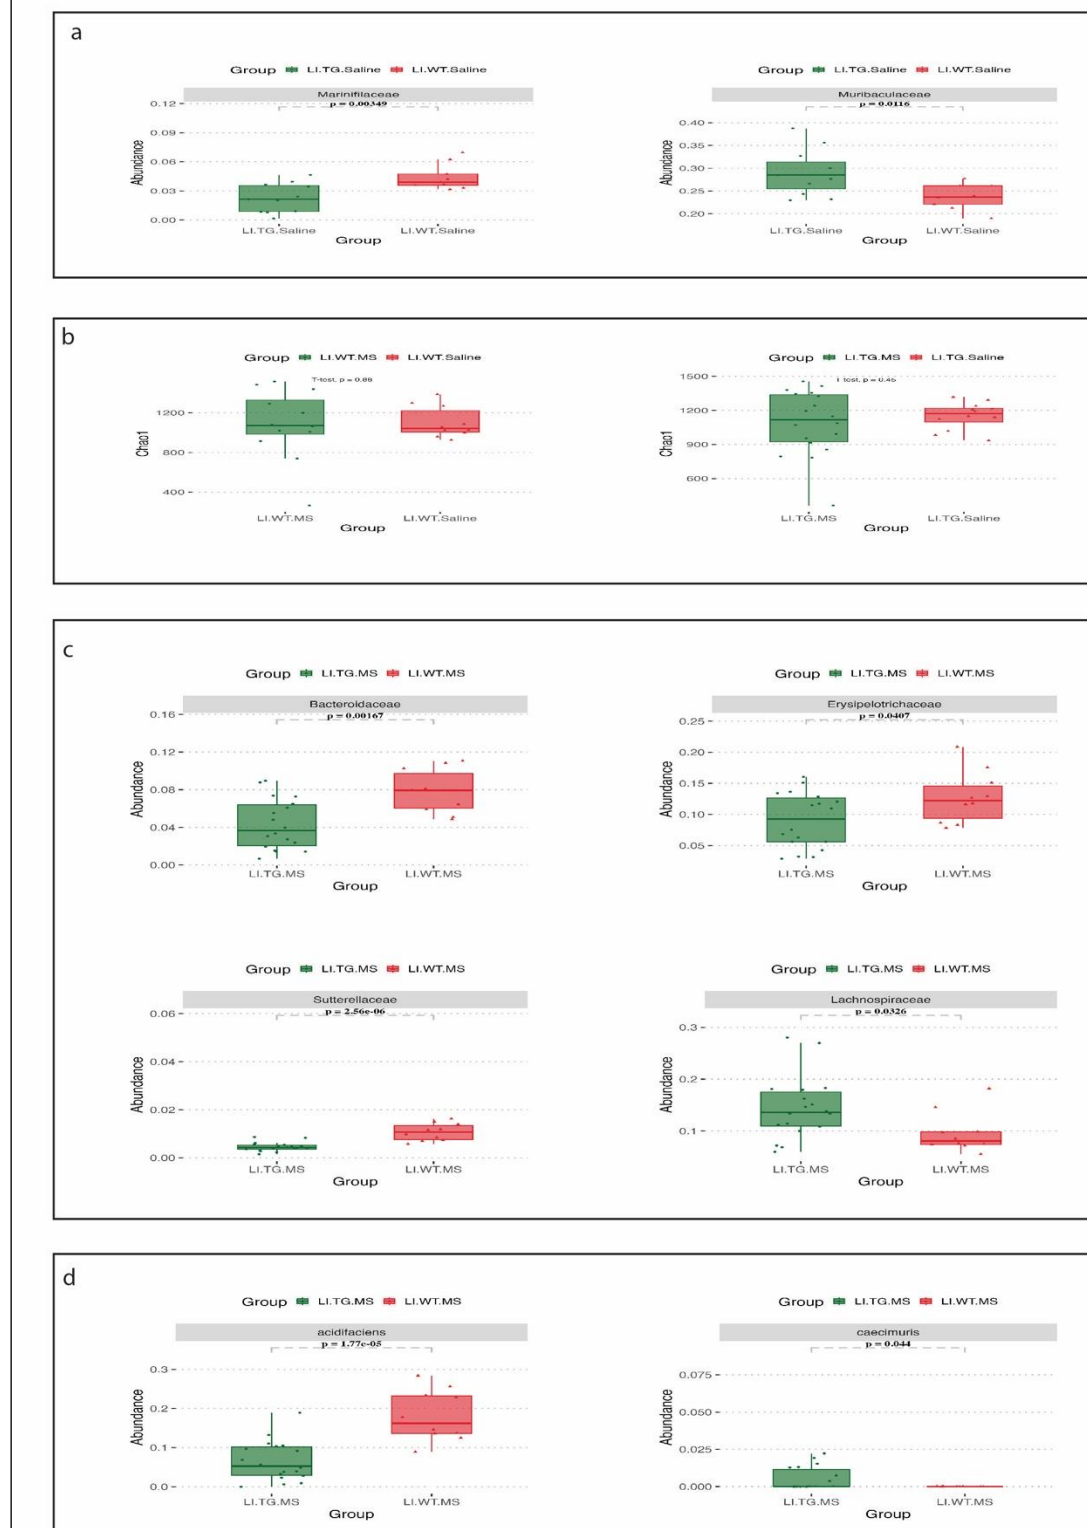 a
Group LI.TG.Saline LI.WT.Saline
Marinifilaceae
p = 0.00349
0.12
0.09
0.06
0.03
0.00
Abundance
LI.TG.Saline LI.WT.Saline
Group
Group LI.TG.Saline LI.WT.Saline
Muribaculaceae
p = 0.0116
0.40
0.35
0.30
0.25
0.20
Abundance
LI.TG.Saline LI.WT.Saline
Group
b
Group LI.WT.MS LI.WT.Saline
T-test, p = 0.88
1200
800
400
Chao1
LI.WT.MS LI.WT.Saline
Group
Group LI.TG.MS LI.TG.Saline
T-test, p = 0.45
1500
1200
900
600
Chao1
LI.TG.MS LI.TG.Saline
Group
c
Group LI.TG.MS LI.WT.MS
Bacteroidaceae
p = 0.00167
0.16
0.12
0.08
0.04
0.00
Abundance
LI.TG.MS LI.WT.MS
Group
Group LI.TG.MS LI.WT.MS
Erysipelotrichaceae
p = 0.0407
0.25
0.20
0.15
0.10
0.05
Abundance
LI.TG.MS LI.WT.MS
Group
Group LI.TG.MS LI.WT.MS
Sutterellaceae
p = 2.56e-06
0.06
0.04
0.02
0.00
Abundance
LI.TG.MS LI.WT.MS
Group
Group LI.TG.MS LI.WT.MS
Lachnospiraceae
p = 0.0326
0.3
0.2
0.1
Abundance
LI.TG.MS LI.WT.MS
Group
d
Group LI.TG.MS LI.WT.MS
acidifaciens
p = 1.77e-05
0.3
0.2
0.1
0.0
Abundance
LI.TG.MS LI.WT.MS
Group
Group LI.TG.MS LI.WT.MS
caecimuris
p = 0.044
0.075
0.050
0.025
0.000
Abundance
LI.TG.MS LI.WT.MS
Group